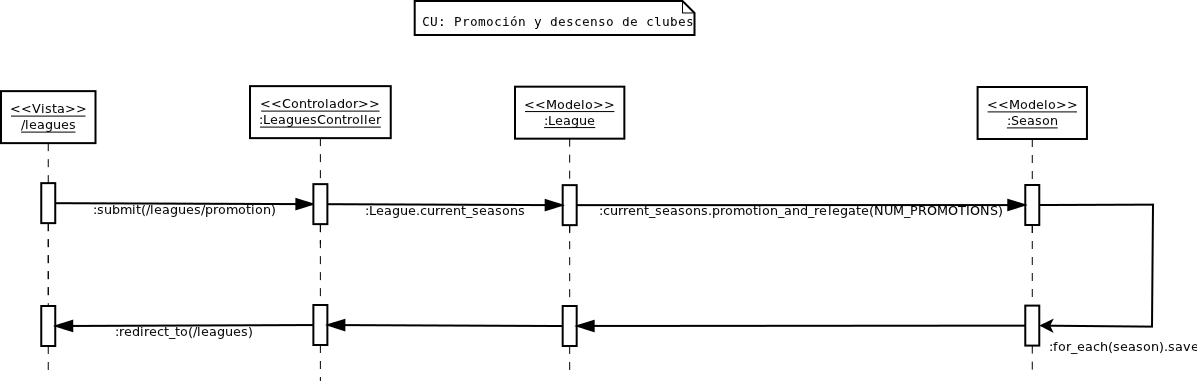 CU: Promoción y descenso de clubes
<<Vista>>
/leagues
<<Controlador>>
:LeaguesController
<<Modelo>>
:League
<<Modelo>>
:Season
:submit(/leagues/promotion)
:League.current_seasons
:current_seasons.promotion_and_relegate(NUM_PROMOTIONS)
:redirect_to(/leagues)
:for_each(season).save